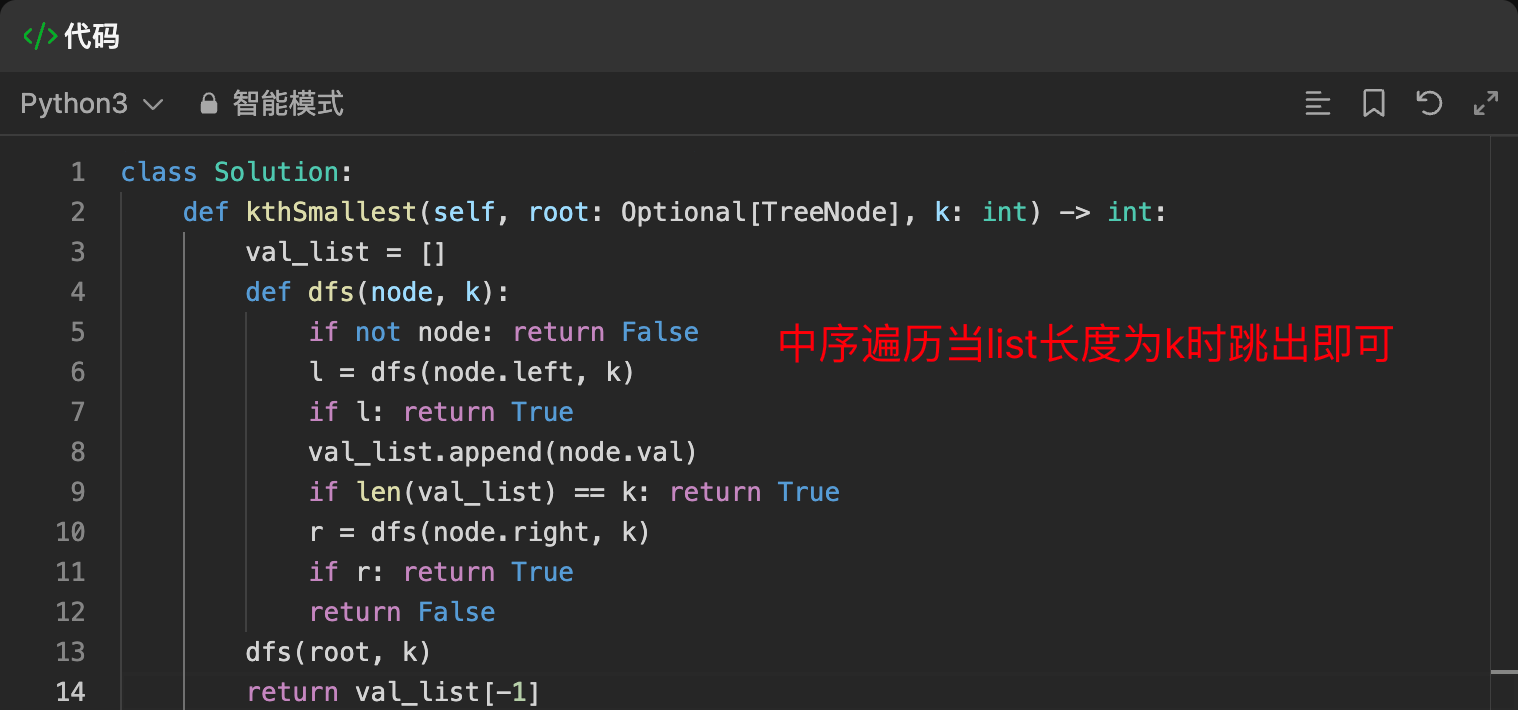 </> 代码
Python3 智能模式
1 class Solution:
2     def kthSmallest(self, root: Optional[TreeNode], k: int) -> int:
3         val_list = []
4         def dfs(node, k):
5             if not node: return False
中序遍历当list长度为k时跳出即可
6             l = dfs(node.left, k)
7             if l: return True
8             val_list.append(node.val)
9             if len(val_list) == k: return True
10             r = dfs(node.right, k)
11             if r: return True
12             return False
13         dfs(root, k)
14         return val_list[-1]